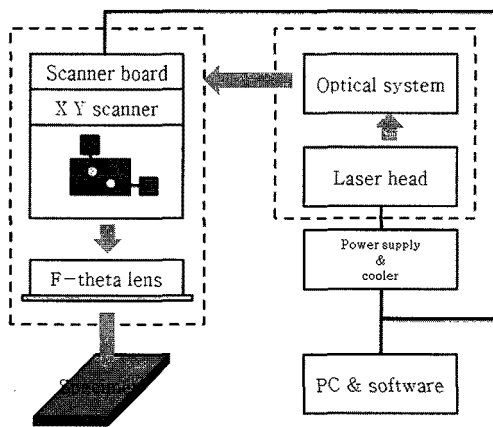 Scanner board
X Y scanner
F-theta lens
Optical system
Laser head
Power supply
&
cooler
PC & software